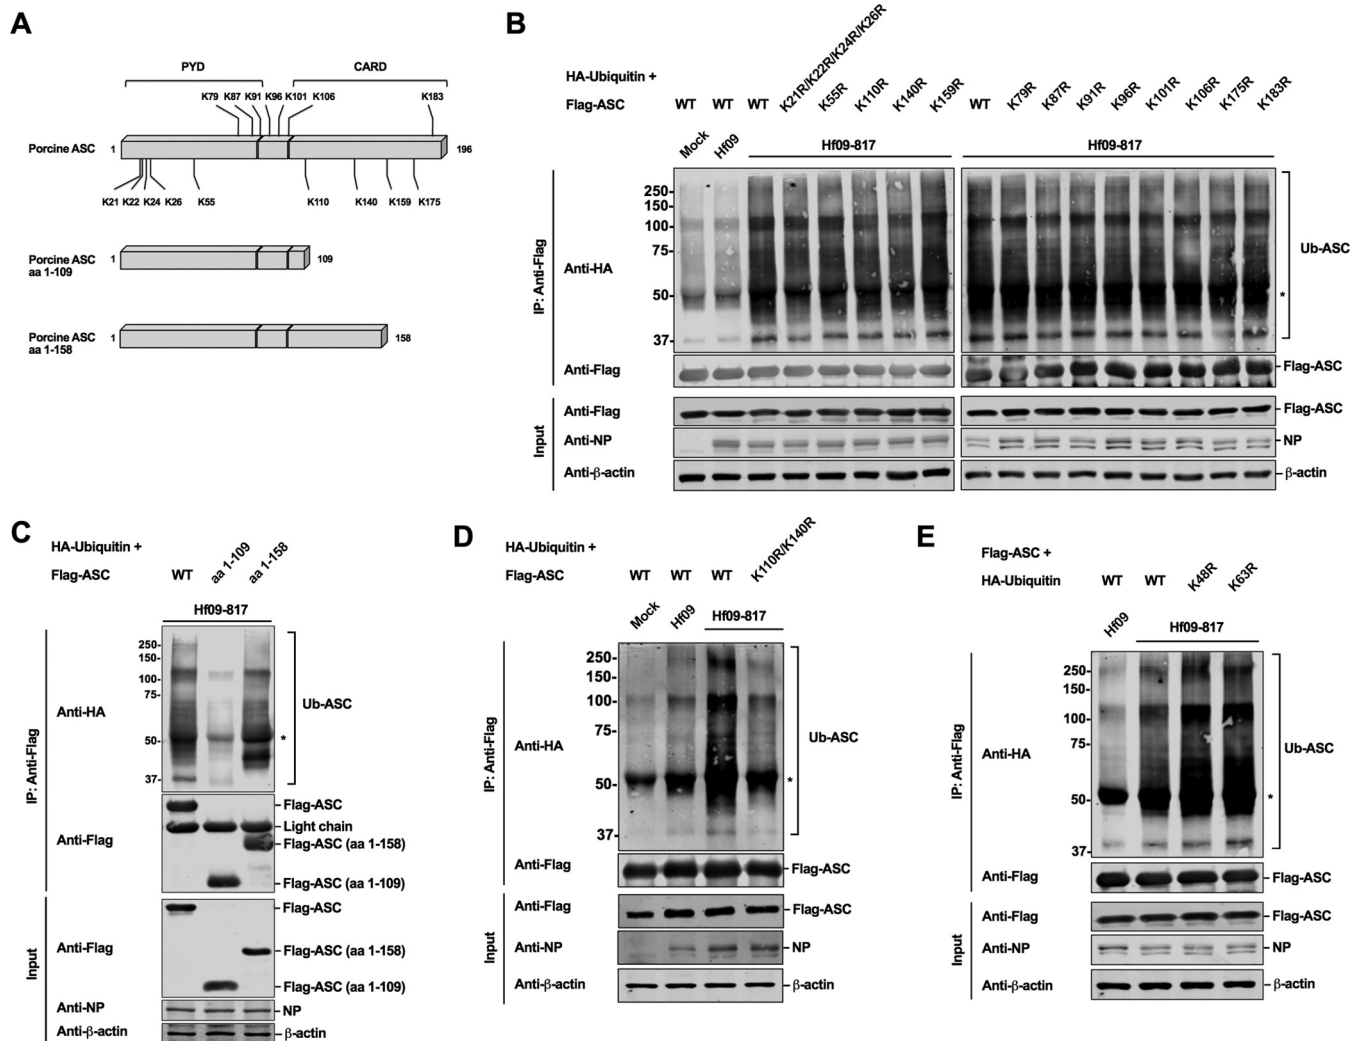 A
PYD CARD
K79 K87 K91 K96 K101 K106 K183
Porcine ASC 1 196
K21 K22 K24 K26 K55 K110 K140 K159 K175
Porcine ASC
aa 1-109
1 109
Porcine ASC
aa 1-158
1 158
B
HA-Ubiquitin +
Flag-ASC WT WT WT K21R/K22R/K24R/K26R K55R K110R K140R K159R WT K79R K87R K91R K96R K101R K106R K175R K183R
Mock Hf09 Hf09-817 Hf09-817
IP: Anti-Flag
Anti-HA
250-
150-
100-
75-
50-
37-
Ub-ASC
*
Anti-Flag Flag-ASC
Input
Anti-Flag Flag-ASC
Anti-NP NP
Anti-β-actin β-actin
C
HA-Ubiquitin +
Flag-ASC WT aa 1-109 aa 1-158
Hf09-817
IP: Anti-Flag
Anti-HA
250-
150-
100-
75-
50-
37-
Ub-ASC
*
Anti-Flag
Flag-ASC
Light chain
Flag-ASC (aa 1-158)
Flag-ASC (aa 1-109)
Input
Anti-Flag
Flag-ASC
Flag-ASC (aa 1-158)
Flag-ASC (aa 1-109)
Anti-NP NP
Anti-β-actin β-actin
D
HA-Ubiquitin +
Flag-ASC WT WT WT K110R/K140R
Mock Hf09 Hf09-817
IP: Anti-Flag
Anti-HA
250-
150-
100-
75-
50-
37-
Ub-ASC
*
Anti-Flag Flag-ASC
Input
Anti-Flag Flag-ASC
Anti-NP NP
Anti-β-actin β-actin
E
Flag-ASC +
HA-Ubiquitin WT WT K48R K63R
Hf09 Hf09-817
IP: Anti-Flag
Anti-HA
250-
150-
100-
75-
50-
37-
Ub-ASC
*
Anti-Flag Flag-ASC
Input
Anti-Flag Flag-ASC
Anti-NP NP
Anti-β-actin β-actin